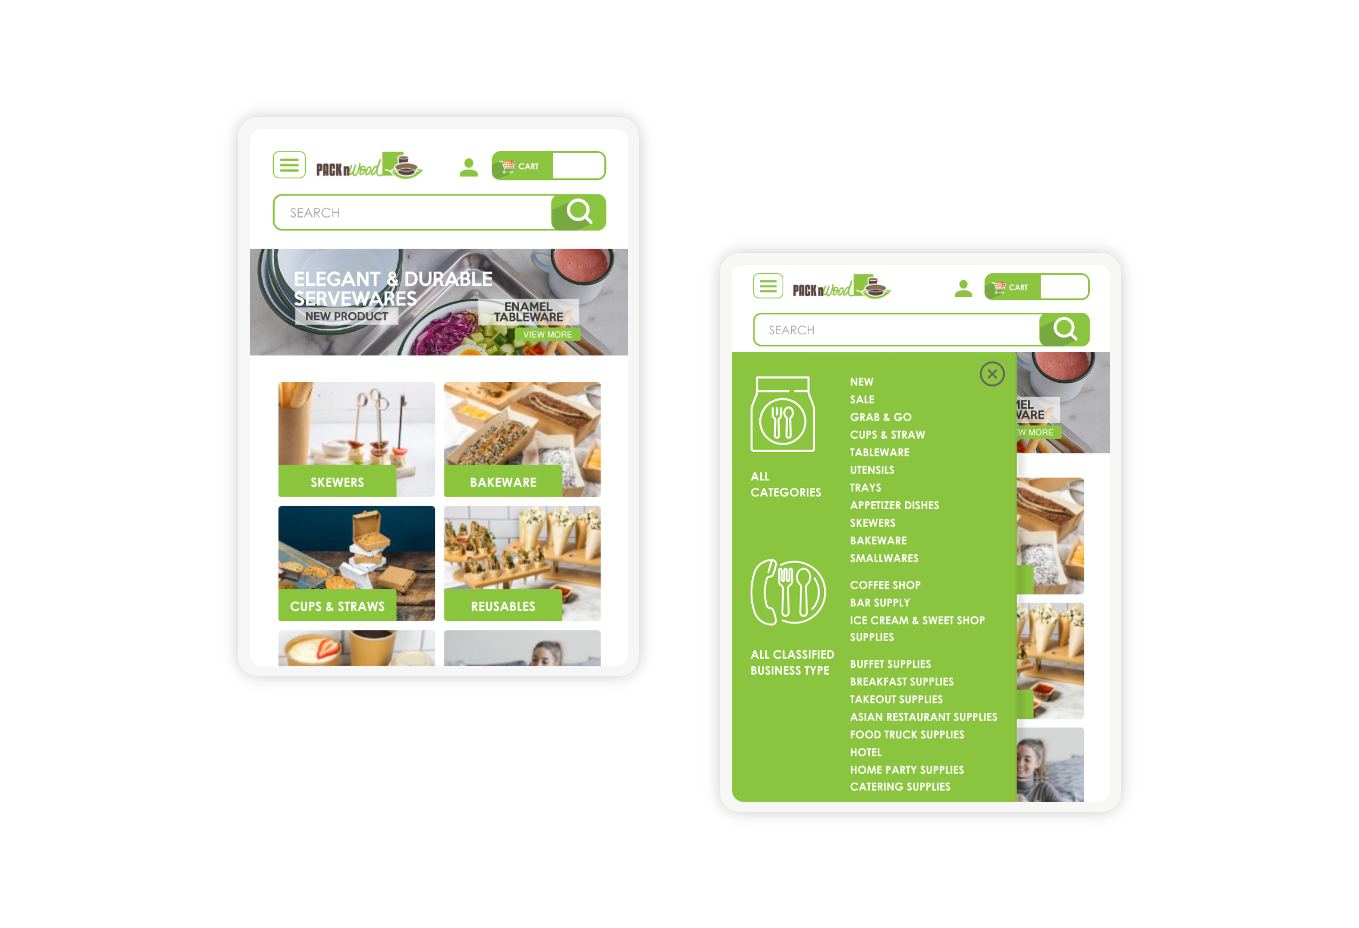 PACKnWood
CART
SEARCH
ELEGANT & DURABLE
SERVEWARES
NEW PRODUCT
ENAMEL
TABLEWARE
VIEW MORE
SKEWERS
BAKEWARE
CUPS & STRAWS
REUSABLES
PACKnWood
CART
SEARCH
ALL
CATEGORIES
NEW
SALE
GRAB & GO
CUPS & STRAW
TABLEWARE
UTENSILS
TRAYS
APPETIZER DISHES
SKEWERS
BAKEWARE
SMALLWARES
ALL CLASSIFIED
BUSINESS TYPE
COFFEE SHOP
BAR SUPPLY
ICE CREAM & SWEET SHOP
SUPPLIES
BUFFET SUPPLIES
BREAKFAST SUPPLIES
TAKEOUT SUPPLIES
ASIAN RESTAURANT SUPPLIES
FOOD TRUCK SUPPLIES
HOTEL
HOME PARTY SUPPLIES
CATERING SUPPLIES
MEL
WARE
W MORE